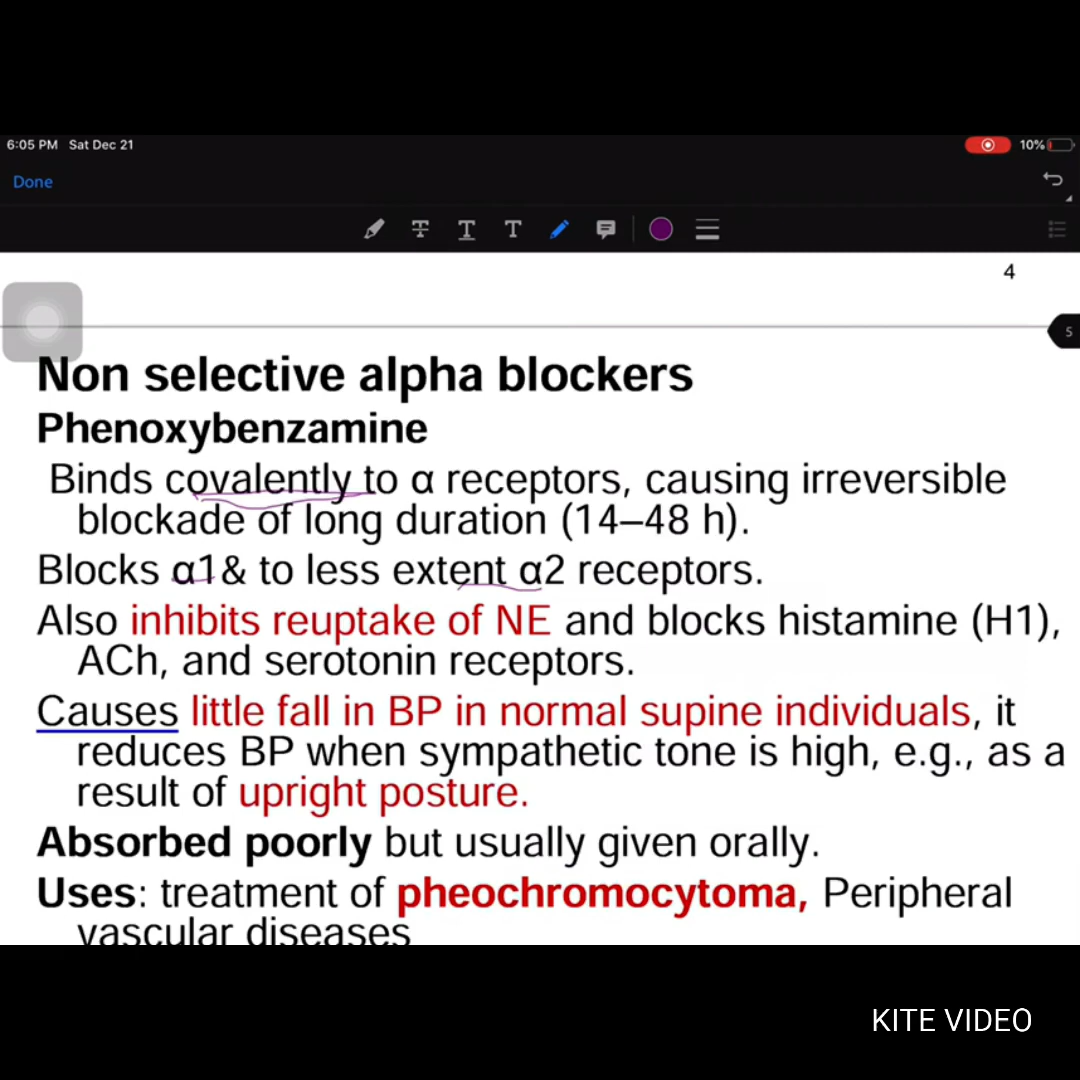 6:05 PM Sat Dec 21
10%
Done
4
5
Non selective alpha blockers
Phenoxybenzamine
Binds covalently to α receptors, causing irreversible
blockade of long duration (14–48 h).
Blocks α1& to less extent α2 receptors.
Also inhibits reuptake of NE and blocks histamine (H1),
ACh, and serotonin receptors.
Causes little fall in BP in normal supine individuals, it
reduces BP when sympathetic tone is high, e.g., as a
result of upright posture.
Absorbed poorly but usually given orally.
Uses: treatment of pheochromocytoma, Peripheral
vascular diseases
KITE VIDEO